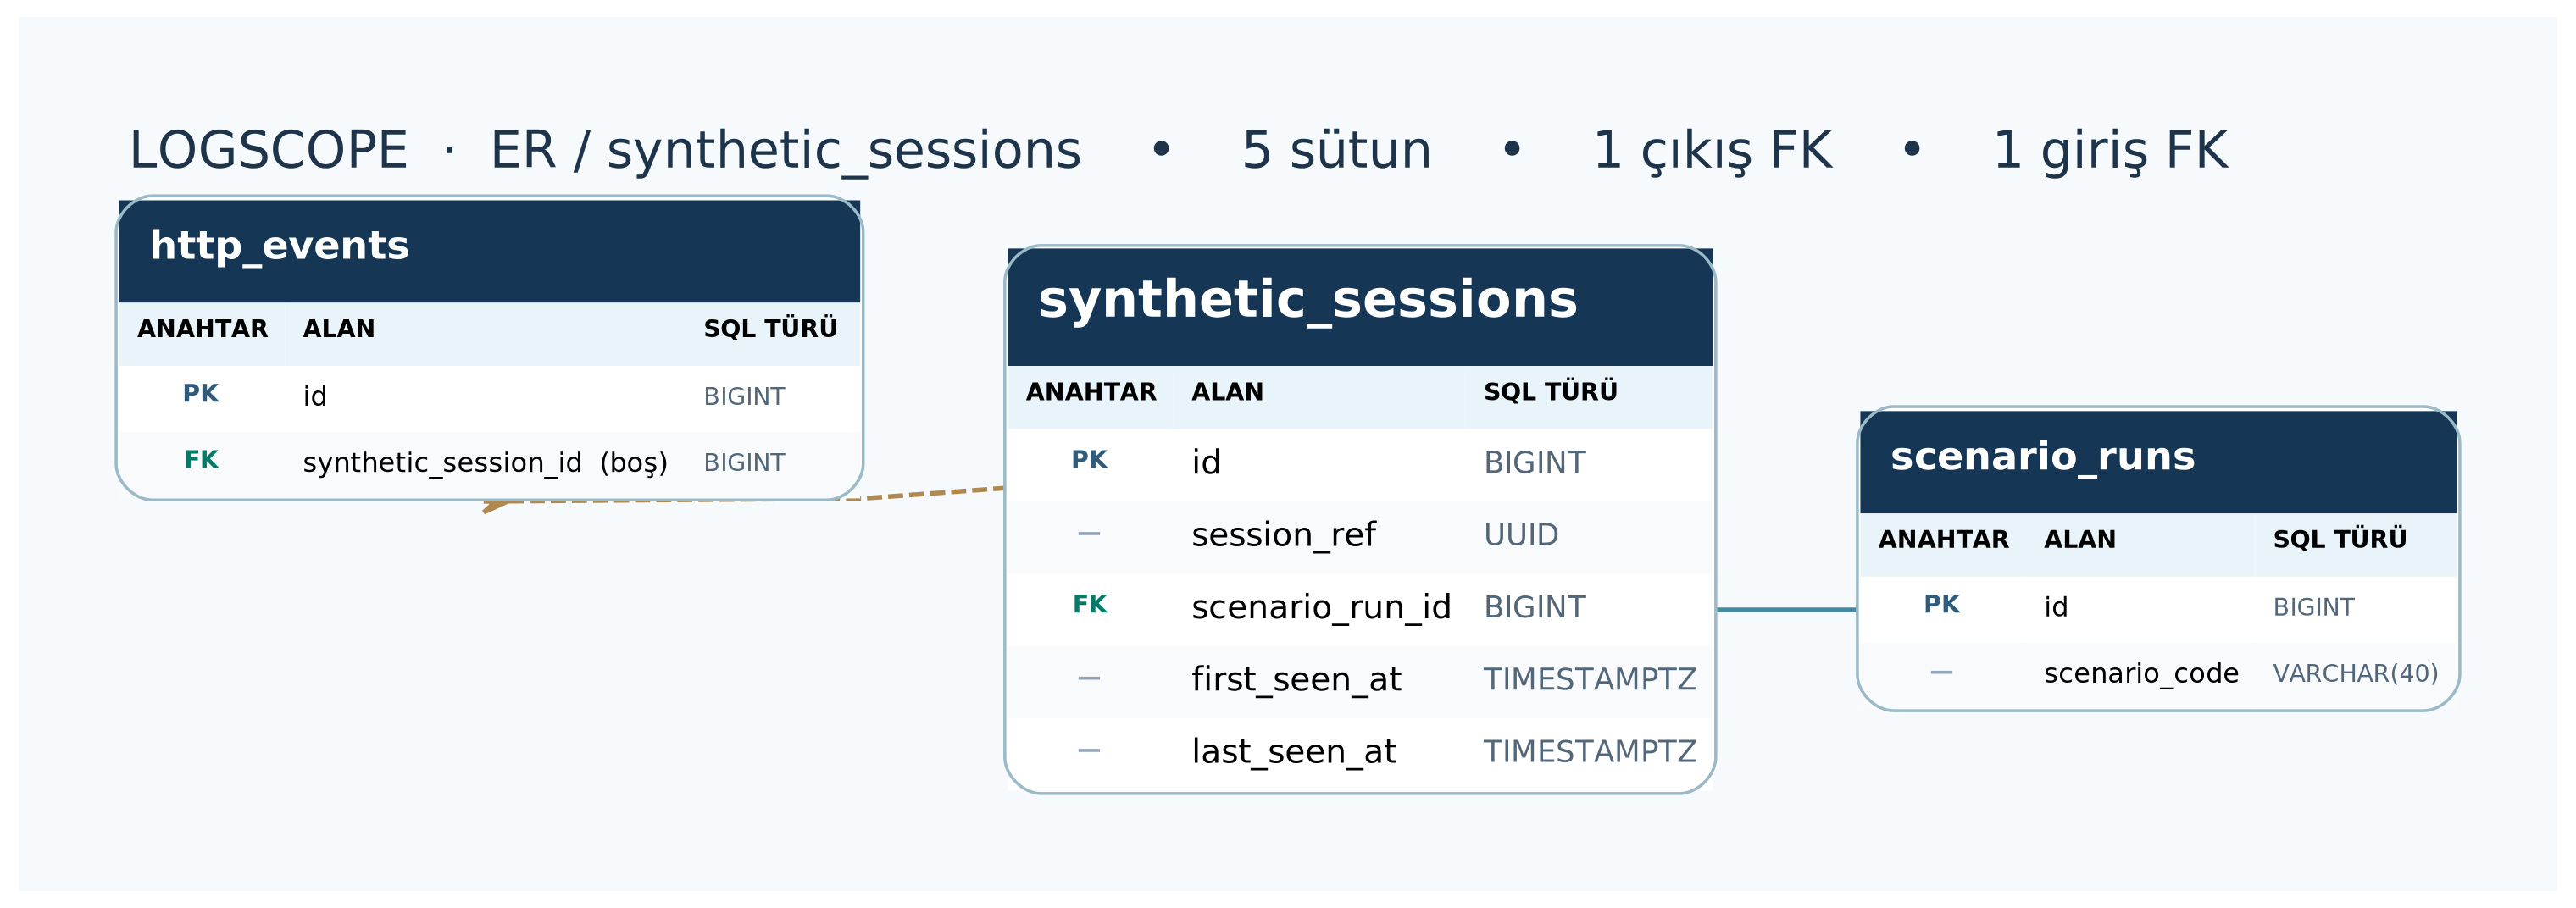 LOGSCOPE · ER / synthetic_sessions • 5 sütun • 1 çıkış FK • 1 giriş FK
http_events
ANAHTAR ALAN SQL TÜRÜ
PK id BIGINT
FK synthetic_session_id (boş) BIGINT
synthetic_sessions
ANAHTAR ALAN SQL TÜRÜ
PK id BIGINT
— session_ref UUID
FK scenario_run_id BIGINT
— first_seen_at TIMESTAMPTZ
— last_seen_at TIMESTAMPTZ
scenario_runs
ANAHTAR ALAN SQL TÜRÜ
PK id BIGINT
— scenario_code VARCHAR(40)